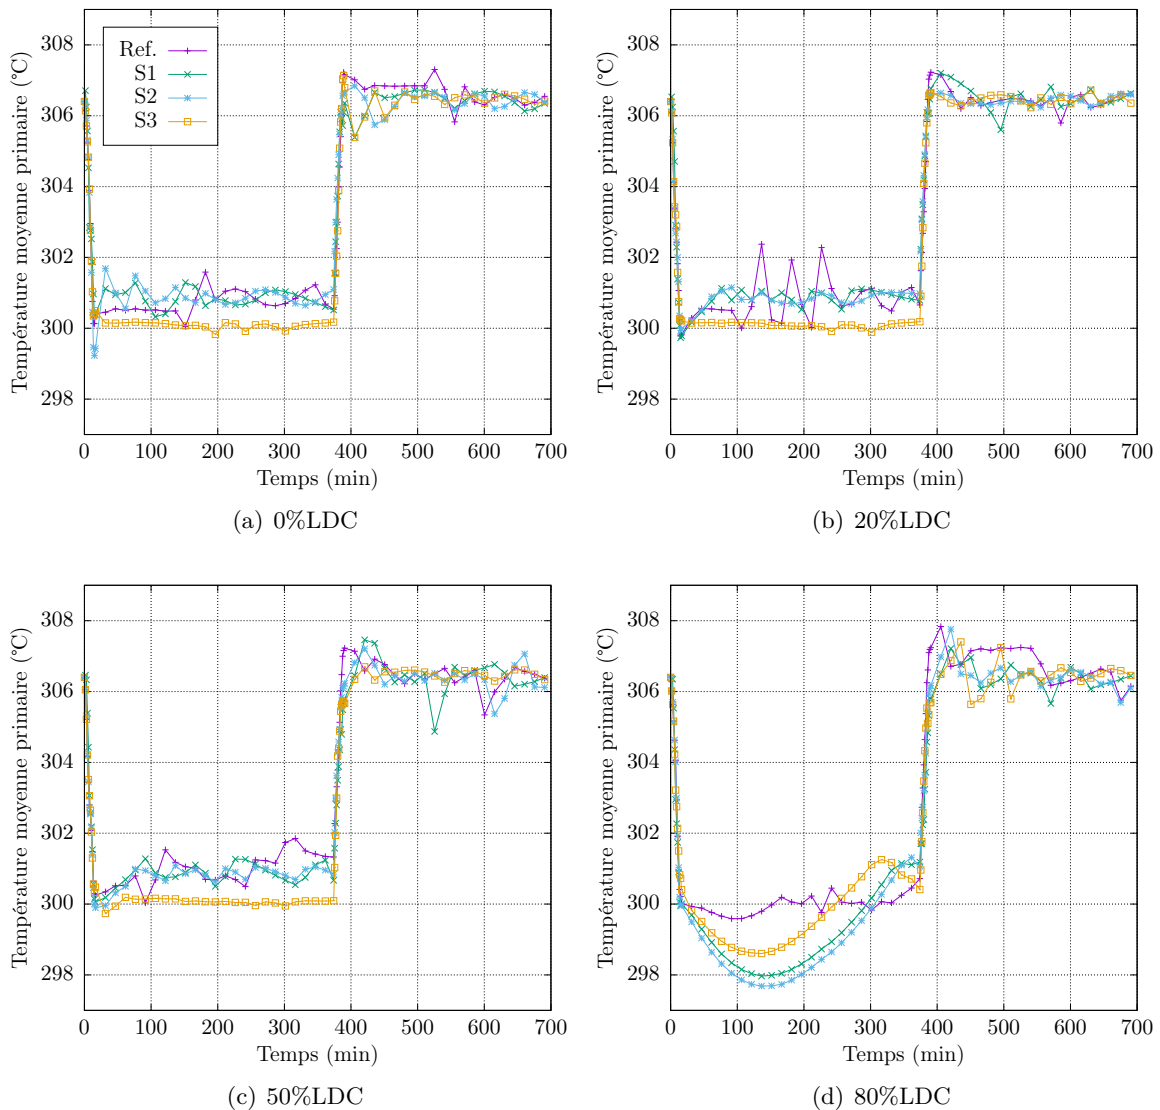 Température moyenne primaire (°C)
308
306
304
302
300
298
Ref.
S1
S2
S3
0 100 200 300 400 500 600 700
Temps (min)
(a) 0%LDC
Température moyenne primaire (°C)
308
306
304
302
300
298
0 100 200 300 400 500 600 700
Temps (min)
(b) 20%LDC
Température moyenne primaire (°C)
308
306
304
302
300
298
0 100 200 300 400 500 600 700
Temps (min)
(c) 50%LDC
Température moyenne primaire (°C)
308
306
304
302
300
298
0 100 200 300 400 500 600 700
Temps (min)
(d) 80%LDC